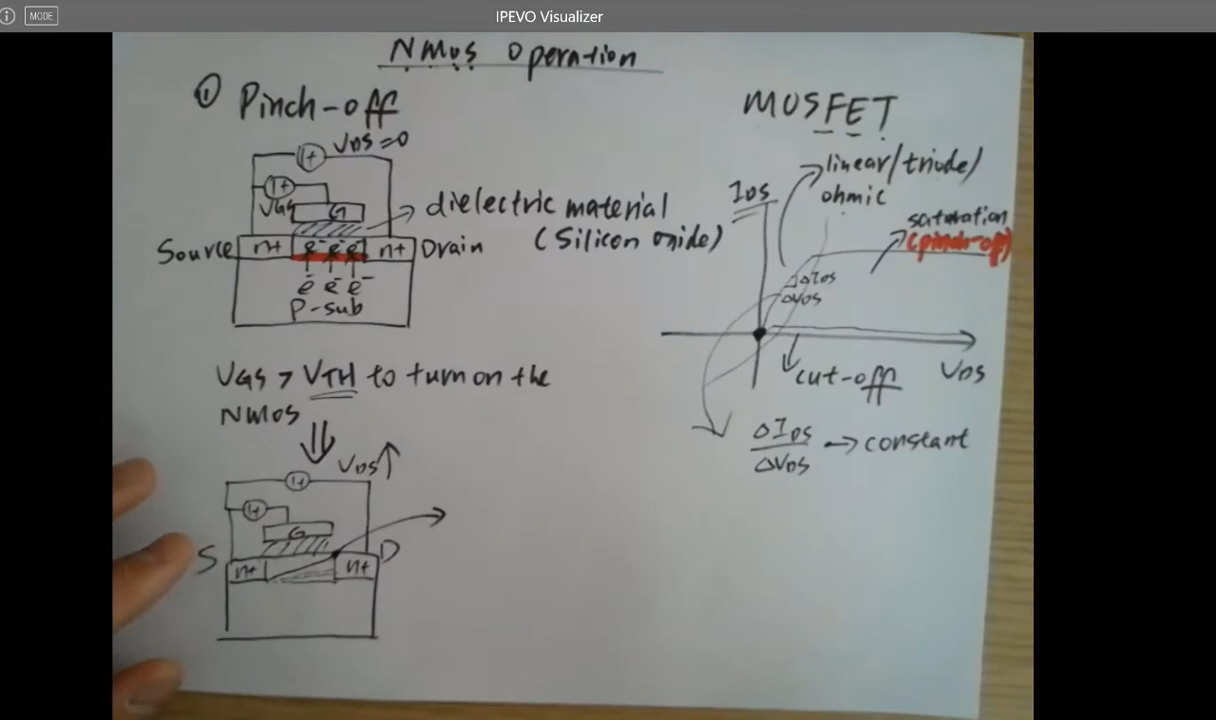 MODE
IPEVO Visualizer
NMOS Operation
① Pinch-off
VDS=0
VGS
G
dielectric material
(Silicon oxide)
Source n+ e⁻ e⁻ e⁻ n+ Drain
e⁻ e⁻ e⁻
P-sub
VGS > VTH to turn on the
NMOS
VDS↑
G
S n+ n+ D
MOSFET
linear/triode/
ohmic
IDS
saturation
(pinch-off)
ΔIDS
ΔVDS
cut-off VDS
ΔIDS
ΔVDS → constant